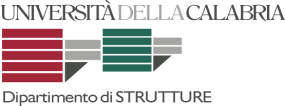 UNIVERSITÀ DELLA CALABRIA
Dipartimento di STRUTTURE